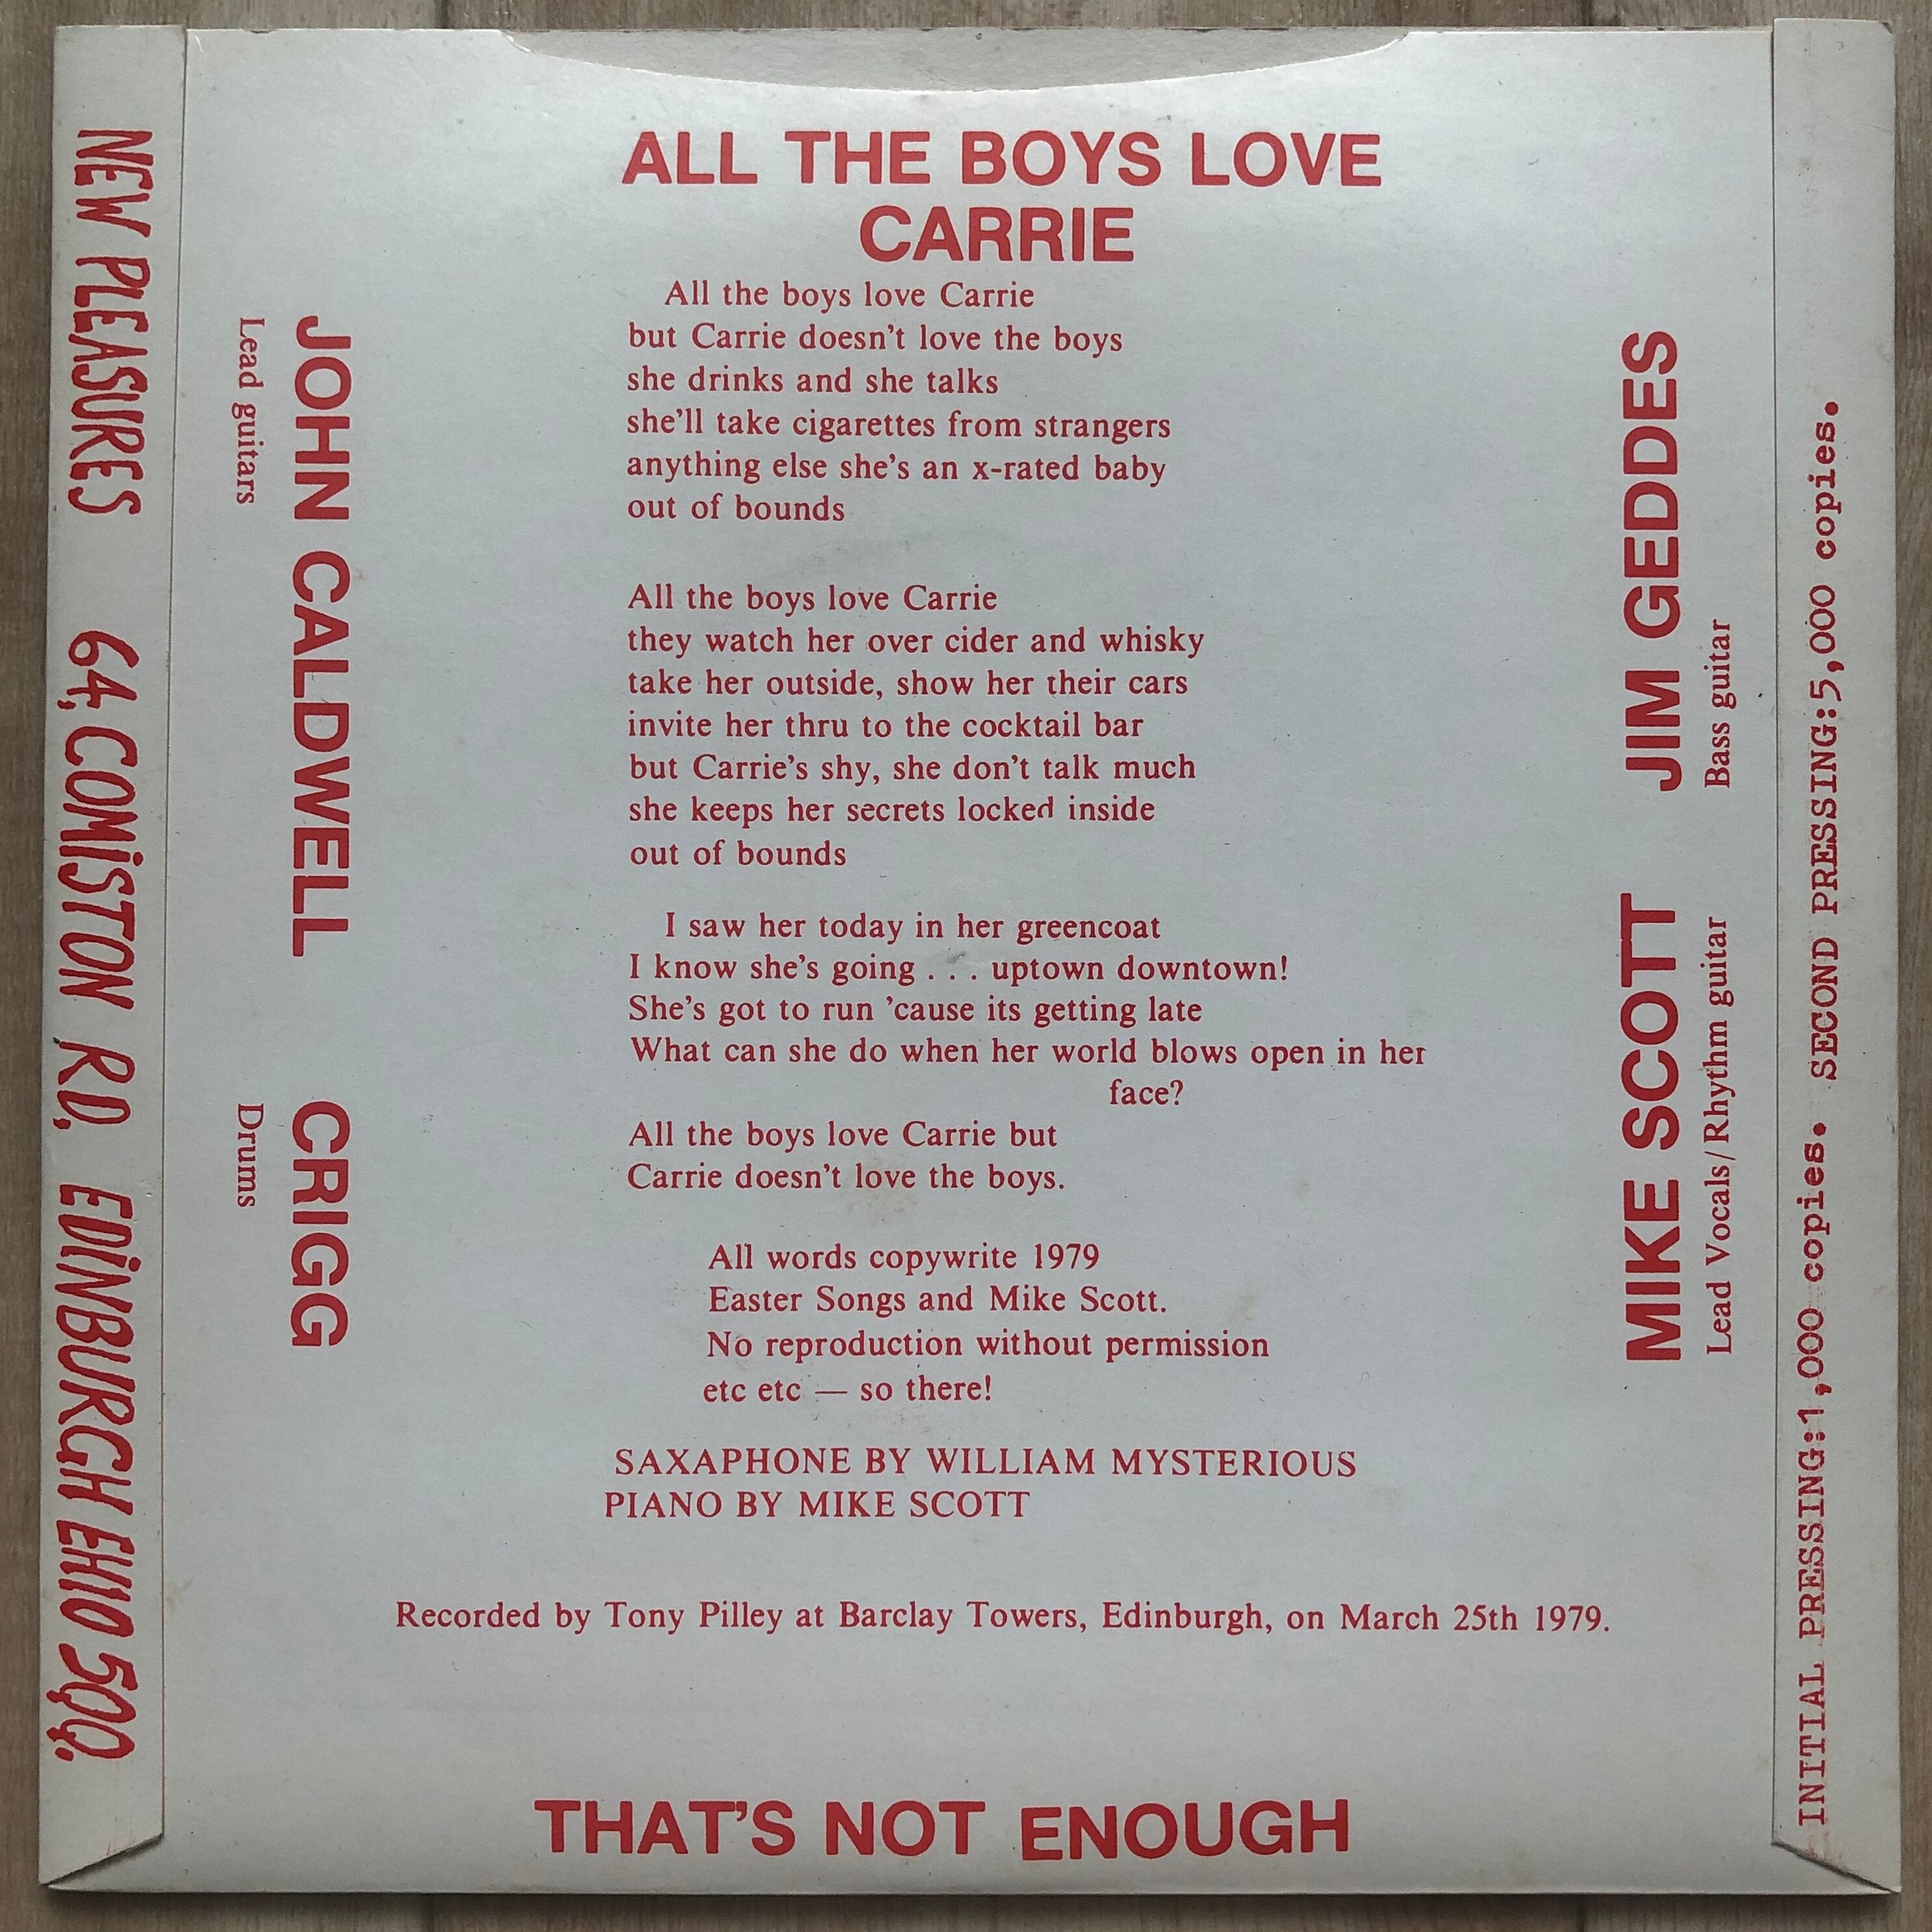 ALL THE BOYS LOVE
CARRIE
All the boys love Carrie
but Carrie doesn't love the boys
she drinks and she talks
she'll take cigarettes from strangers
anything else she's an x-rated baby
out of bounds
All the boys love Carrie
they watch her over cider and whisky
take her outside, show her their cars
invite her thru to the cocktail bar
but Carrie's shy, she don't talk much
she keeps her secrets locked inside
out of bounds
I saw her today in her greencoat
I know she's going . . . uptown downtown!
She's got to run 'cause its getting late
What can she do when her world blows open in her
face?
All the boys love Carrie but
Carrie doesn't love the boys.
All words copywrite 1979
Easter Songs and Mike Scott.
No reproduction without permission
etc etc — so there!
SAXAPHONE BY WILLIAM MYSTERIOUS
PIANO BY MIKE SCOTT
Recorded by Tony Pilley at Barclay Towers, Edinburgh, on March 25th 1979.
THAT'S NOT ENOUGH
NEW PLEASURES 64, COMISTON RD, EDINBURGH EH10 5QQ.
JOHN CALDWELL
Lead guitars
CRIGG
Drums
MIKE SCOTT
Lead Vocals/Rhythm guitar
JIM GEDDES
Bass guitar
INITIAL PRESSING:1,000 copies. SECOND PRESSING:5,000 copies.